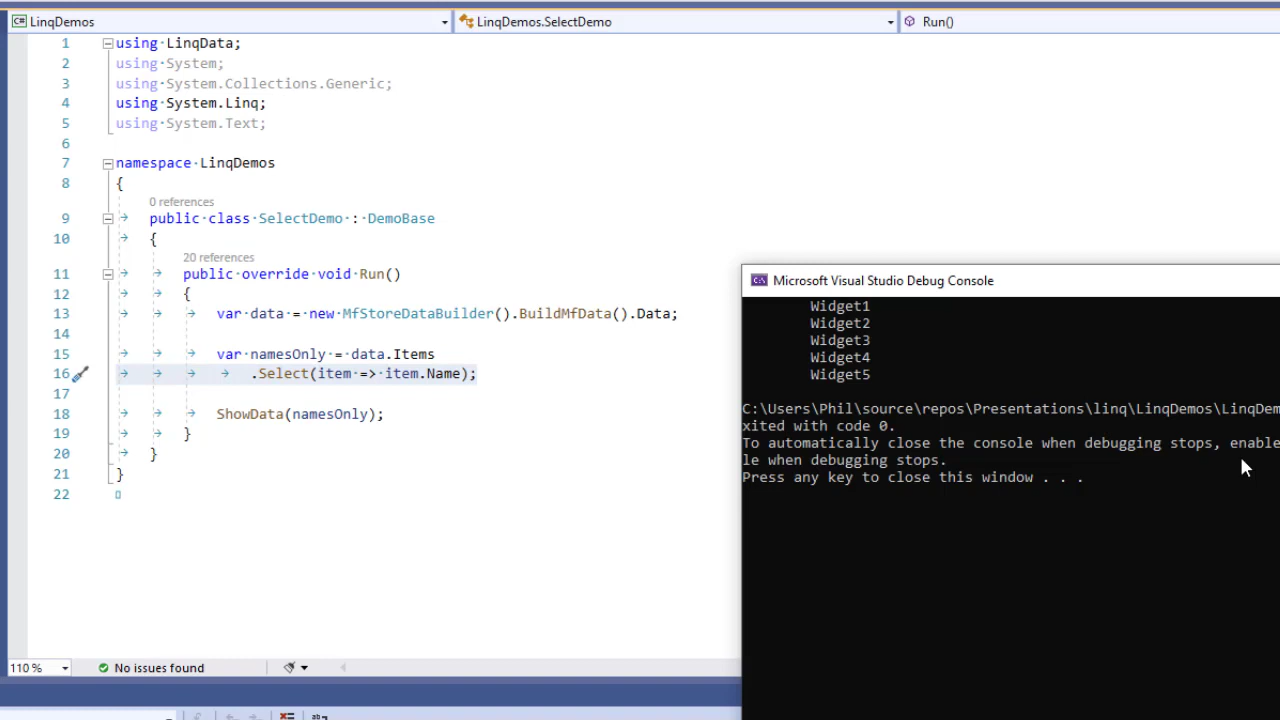 LinqDemos LinqDemos.SelectDemo Run()
1 using LinqData;
2 using System;
3 using System.Collections.Generic;
4 using System.Linq;
5 using System.Text;
6
7 namespace LinqDemos
8 {
0 references
9 public class SelectDemo : DemoBase
10 {
20 references
11 public override void Run()
12 {
13 var data = new MfStoreDataBuilder().BuildMfData().Data;
14
15 var namesOnly = data.Items
16 .Select(item => item.Name);
17
18 ShowData(namesOnly);
19 }
20 }
21 }
22
110 % No issues found
Microsoft Visual Studio Debug Console
Widget1
Widget2
Widget3
Widget4
Widget5
C:\Users\Phil\source\repos\Presentations\linq\LinqDemos\LinqDem
xited with code 0.
To automatically close the console when debugging stops, enable
le when debugging stops.
Press any key to close this window . . .